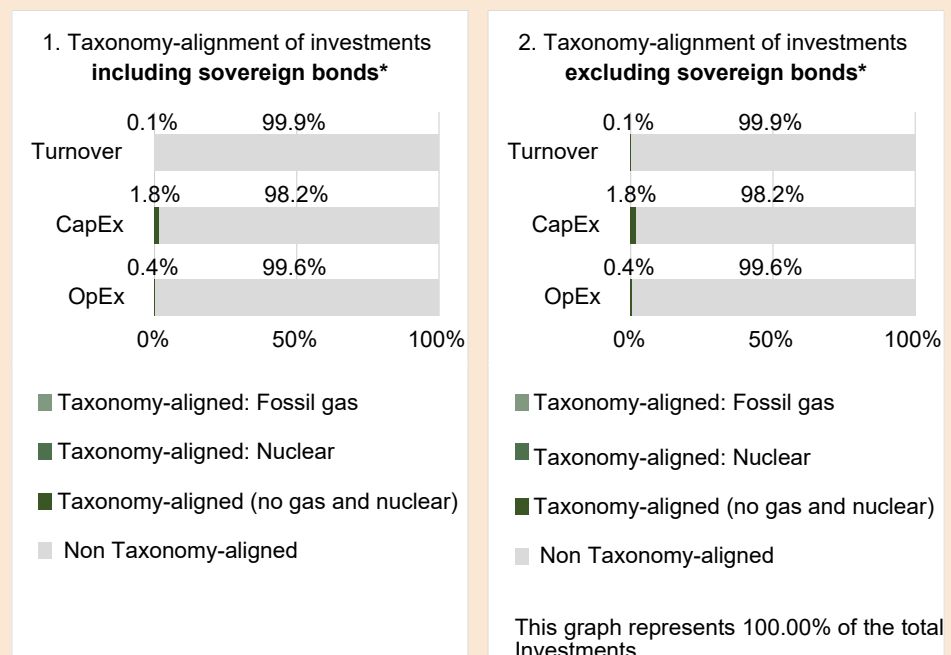 1. Taxonomy-alignment of investments
including sovereign bonds*
0.1% 99.9%
Turnover
1.8% 98.2%
CapEx
0.4% 99.6%
OpEx
0% 50% 100%
Taxonomy-aligned: Fossil gas
Taxonomy-aligned: Nuclear
Taxonomy-aligned (no gas and nuclear)
Non Taxonomy-aligned
2. Taxonomy-alignment of investments
excluding sovereign bonds*
0.1% 99.9%
Turnover
1.8% 98.2%
CapEx
0.4% 99.6%
OpEx
0% 50% 100%
Taxonomy-aligned: Fossil gas
Taxonomy-aligned: Nuclear
Taxonomy-aligned (no gas and nuclear)
Non Taxonomy-aligned
This graph represents 100.00% of the total
Investments